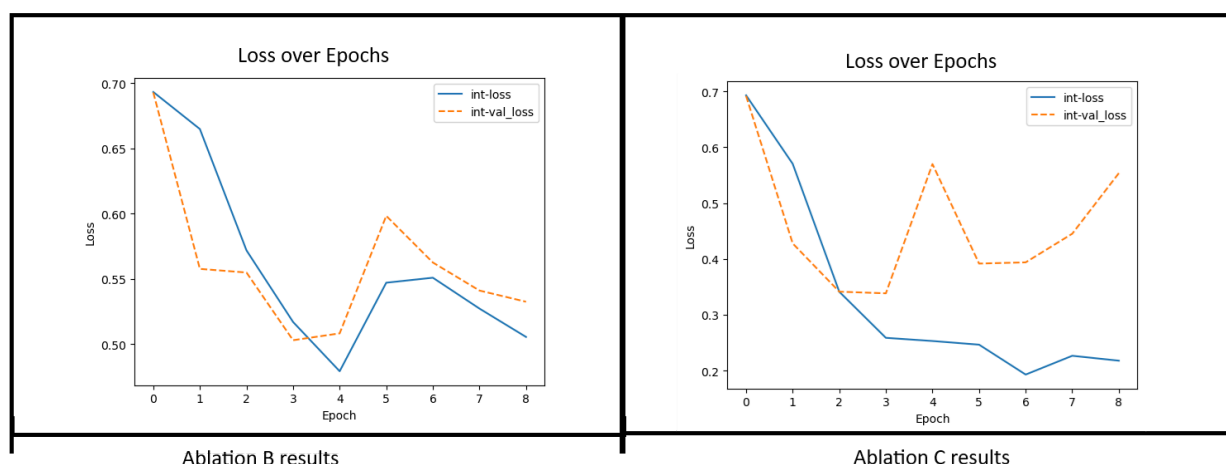 Loss over Epochs
0.70
0.65
0.60
0.55
0.50
Loss
int-loss
int-val_loss
0 1 2 3 4 5 6 7 8
Epoch
Ablation B results
Loss over Epochs
0.7
0.6
0.5
0.4
0.3
0.2
Loss
int-loss
int-val_loss
0 1 2 3 4 5 6 7 8
Epoch
Ablation C results